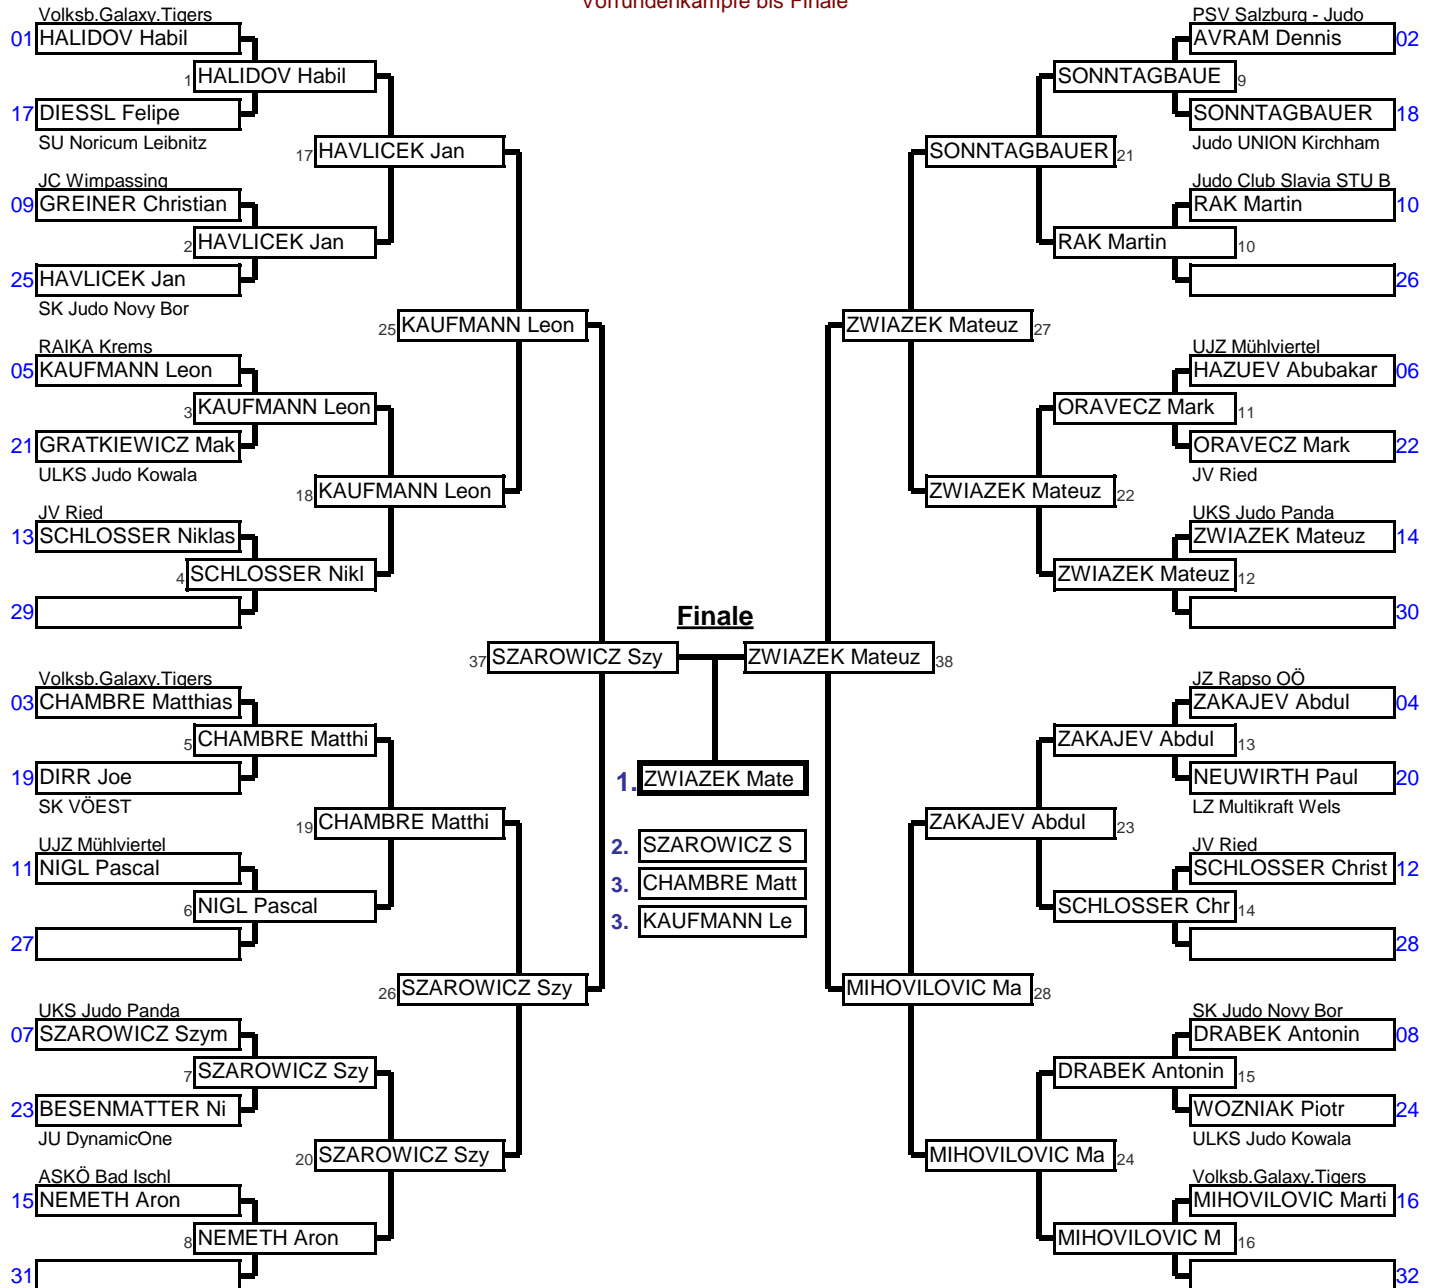 Vorrundenkämpfe bis Finale
Volksb.Galaxy.Tigers
01 HALIDOV Habil
1 HALIDOV Habil
17 DIESSL Felipe
SU Noricum Leibnitz
17 HAVLICEK Jan
JC Wimpassing
09 GREINER Christian
2 HAVLICEK Jan
25 HAVLICEK Jan
SK Judo Novy Bor
25 KAUFMANN Leon
RAIKA Krems
05 KAUFMANN Leon
3 KAUFMANN Leon
21 GRATKIEWICZ Mak
ULKS Judo Kowala
18 KAUFMANN Leon
JV Ried
13 SCHLOSSER Niklas
4 SCHLOSSER Nikl
29
37 SZAROWICZ Szy
Volksb.Galaxy.Tigers
03 CHAMBRE Matthias
5 CHAMBRE Matthi
19 DIRR Joe
SK VÖEST
19 CHAMBRE Matthi
UJZ Mühlviertel
11 NIGL Pascal
6 NIGL Pascal
27
26 SZAROWICZ Szy
UKS Judo Panda
07 SZAROWICZ Szym
7 SZAROWICZ Szy
23 BESENMATTER Ni
JU DynamicOne
20 SZAROWICZ Szy
ASKÖ Bad Ischl
15 NEMETH Aron
8 NEMETH Aron
31
Finale
1. ZWIAZEK Mate
2. SZAROWICZ S
3. CHAMBRE Matt
3. KAUFMANN Le
PSV Salzburg - Judo
AVRAM Dennis 02
SONNTAGBAUE 9
SONNTAGBAUER 18
Judo UNION Kirchham
SONNTAGBAUER 21
Judo Club Slavia STU B
RAK Martin 10
RAK Martin 10
26
ZWIAZEK Mateuz 27
UJZ Mühlviertel
HAZUEV Abubakar 06
ORAVECZ Mark 11
ORAVECZ Mark 22
JV Ried
ZWIAZEK Mateuz 22
UKS Judo Panda
ZWIAZEK Mateuz 14
ZWIAZEK Mateuz 12
30
ZWIAZEK Mateuz 38
JZ Rapso OÖ
ZAKAJEV Abdul 04
ZAKAJEV Abdul 13
NEUWIRTH Paul 20
LZ Multikraft Wels
ZAKAJEV Abdul 23
JV Ried
SCHLOSSER Christ 12
SCHLOSSER Chr 14
28
MIHOVILOVIC Ma 28
SK Judo Novy Bor
DRABEK Antonin 08
DRABEK Antonin 15
WOZNIAK Piotr 24
ULKS Judo Kowala
MIHOVILOVIC Ma 24
Volksb.Galaxy.Tigers
MIHOVILOVIC Marti 16
MIHOVILOVIC M 16
32